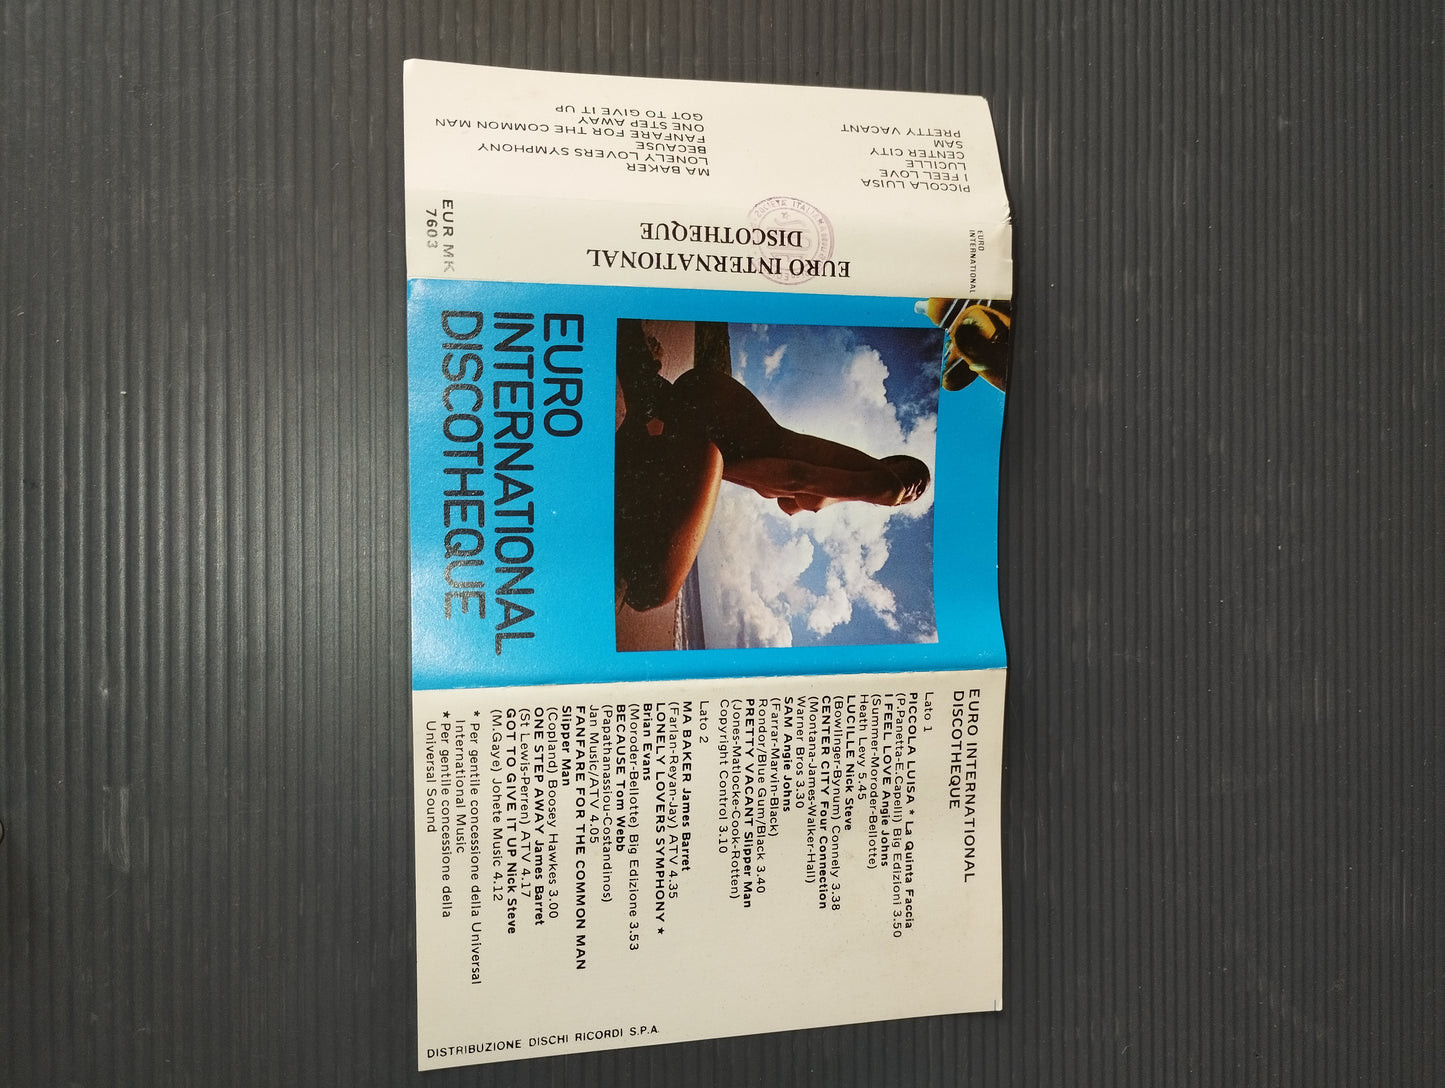 PICCOLA LUISA
I FEEL LOVE
LUCILLE
CENTER CITY
SAM
PRETTY VACANT
MA BAKER
LONELY LOVERS SYMPHONY
BECAUSE
FANFARE FOR THE COMMON MAN
ONE STEP AWAY
GOT TO GIVE IT UP
EURO INTERNATIONAL
DISCOTHEQUE
SOCIETÀ ITALIANA
EUR MK
7603
EURO
INTERNATIONAL
EURO
INTERNATIONAL
DISCOTHEQUE
EURO INTERNATIONAL
DISCOTHEQUE
Lato 1
PICCOLA LUISA * La Quinta Faccia
(P.Panetta-E.Capelli) Big Edizioni 3.50
I FEEL LOVE Angie Johns
(Summer-Moroder-Bellotte)
Heath Levy 5.45
LUCILLE Nick Steve
(Bowllnger-Bynum) Connely 3.38
CENTER CITY Four Connection
(Montana-James-Walker-Hall)
Warner Bros 3.30
SAM Angie Johns
(Farrar-Marvin-Black)
Rondor/Blue Gum/Black 3.40
PRETTY VACANT Slipper Man
(Jones-Matlocke-Cook-Rotten)
Copyright Control 3.10
Lato 2
MA BAKER James Barret
(Farian-Reyan-Jay) ATV 4.35
LONELY LOVERS SYMPHONY *
Brian Evans
(Moroder-Bellotte) Big Edizione 3.53
BECAUSE Tom Webb
(Papathanassiou-Costandinos)
Jan Music/ATV 4.05
FANFARE FOR THE COMMON MAN
Slipper Man
(Copland) Boosey Hawkes 3.00
ONE STEP AWAY James Barret
(St Lewis-Perren) ATV 4.17
GOT TO GIVE IT UP Nick Steve
(M.Gaye) Johete Music 4.12
* Per gentile concessione della Universal
International Music
* Per gentile concessione della
Universal Sound
DISTRIBUZIONE DISCHI RICORDI S.P.A.